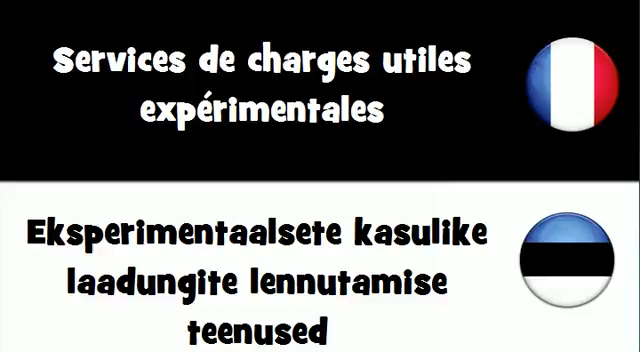 Services de charges utiles
expérimentales
Eksperimentaalsete kasulike
laadungite lennutamise
teenused